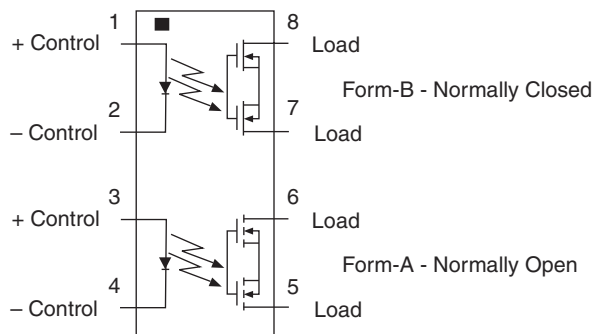 1 8
+ Control Load
Form-B - Normally Closed
2 7
– Control Load
3 6
+ Control Load
Form-A - Normally Open
4 5
– Control Load